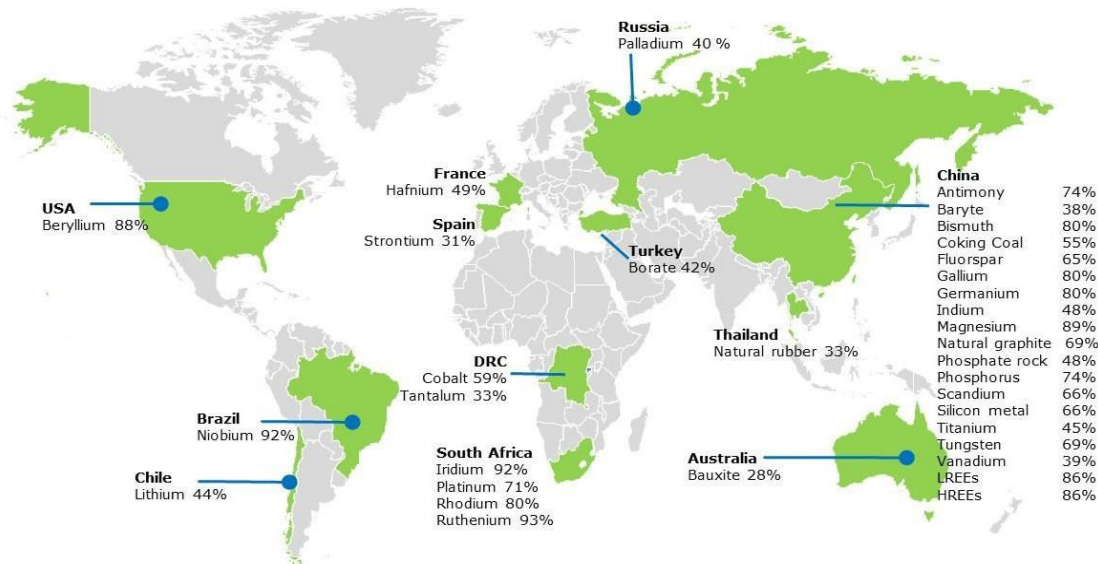 Russia
Palladium 40 %
France
Hafnium 49%
Spain
Strontium 31%
USA
Beryllium 88%
Turkey
Borate 42%
China
Antimony 74%
Baryte 38%
Bismuth 80%
Coking Coal 55%
Fluorspar 65%
Gallium 80%
Germanium 80%
Indium 48%
Magnesium 89%
Natural graphite 69%
Phosphate rock 48%
Phosphorus 74%
Scandium 66%
Silicon metal 66%
Titanium 45%
Tungsten 69%
Vanadium 39%
LREEs 86%
HREEs 86%
Thailand
Natural rubber 33%
DRC
Cobalt 59%
Tantalum 33%
Brazil
Niobium 92%
Chile
Lithium 44%
South Africa
Iridium 92%
Platinum 71%
Rhodium 80%
Ruthenium 93%
Australia
Bauxite 28%